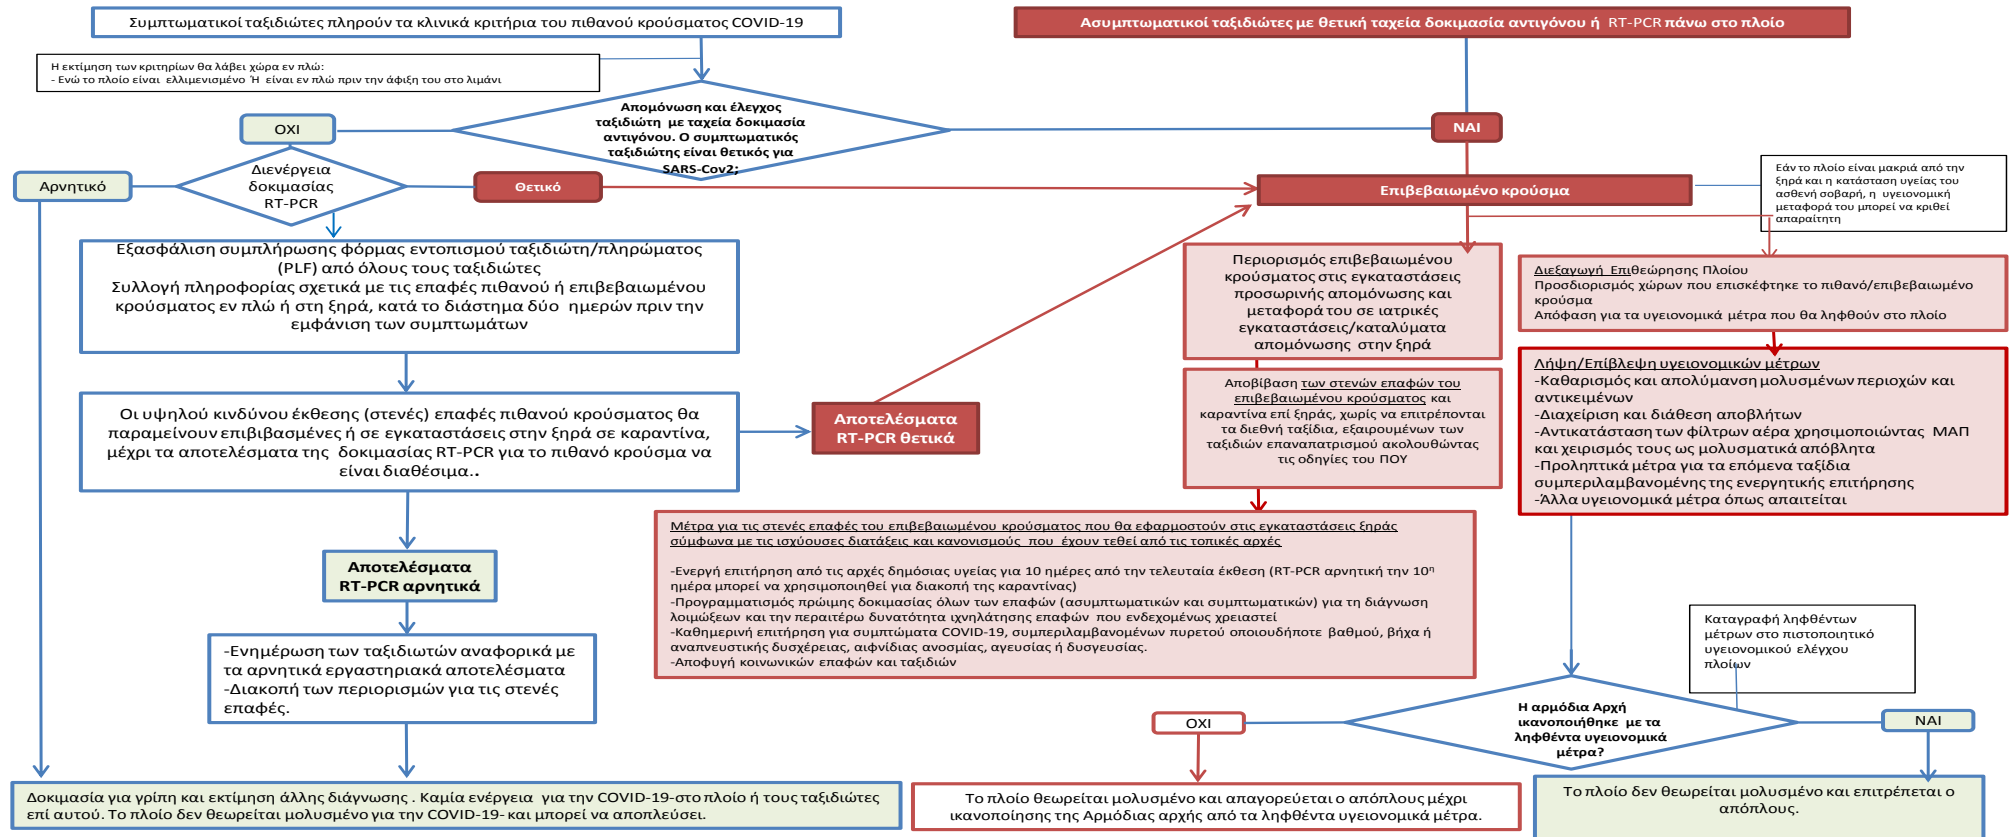 Συμπτωματικοί ταξιδιώτες πληρούν τα κλινικά κριτήρια του πιθανού κρούσματος COVID-19
Ασυμπτωματικοί ταξιδιώτες με θετική ταχεία δοκιμασία αντιγόνου ή RT-PCR πάνω στο πλοίο
Η εκτίμηση των κριτηρίων θα λάβει χώρα εν πλώ:
- Ενώ το πλοίο είναι ελλιμενισμένο Ή είναι εν πλώ πριν την άφιξη του στο λιμάνι
Απομόνωση και έλεγχος
ταξιδιώτη με ταχεία δοκιμασία
αντιγόνου. Ο συμπτωματικός
ταξιδιώτης είναι θετικός για
SARS-Cov2;
ΟΧΙ
ΝΑΙ
Αρνητικό
Διενέργεια
δοκιμασίας
RT-PCR
Θετικό
Επιβεβαιωμένο κρούσμα
Εάν το πλοίο είναι μακριά από την
ξηρά και η κατάσταση υγείας του
ασθενή σοβαρή, η υγειονομική
μεταφορά του μπορεί να κριθεί
απαραίτητη
Εξασφάλιση συμπλήρωσης φόρμας εντοπισμού ταξιδιώτη/πληρώματος
(PLF) από όλους τους ταξιδιώτες
Συλλογή πληροφορίας σχετικά με τις επαφές πιθανού ή επιβεβαιωμένου
κρούσματος εν πλώ ή στη ξηρά, κατά το διάστημα δύο ημερών πριν την
εμφάνιση των συμπτωμάτων
Περιορισμός επιβεβαιωμένου
κρούσματος στις εγκαταστάσεις
προσωρινής απομόνωσης και
μεταφορά του σε ιατρικές
εγκαταστάσεις/καταλύματα
απομόνωσης στην ξηρά
Διεξαγωγή Επιθεώρησης Πλοίου
Προσδιορισμός χώρων που επισκέφτηκε το πιθανό/επιβεβαιωμένο
κρούσμα
Απόφαση για τα υγειονομικά μέτρα που θα ληφθούν στο πλοίο
Οι υψηλού κινδύνου έκθεσης (στενές) επαφές πιθανού κρούσματος θα
παραμείνουν επιβιβασμένες ή σε εγκαταστάσεις στην ξηρά σε καραντίνα,
μέχρι τα αποτελέσματα της δοκιμασίας RT-PCR για το πιθανό κρούσμα να
είναι διαθέσιμα..
Αποτελέσματα
RT-PCR θετικά
Αποβίβαση των στενών επαφών του
επιβεβαιωμένου κρούσματος και
καραντίνα επί ξηράς, χωρίς να επιτρέπονται
τα διεθνή ταξίδια, εξαιρουμένων των
ταξιδιών επαναπατρισμού ακολουθώντας
τις οδηγίες του ΠΟΥ
Λήψη/Επίβλεψη υγειονομικών μέτρων
-Καθαρισμός και απολύμανση μολυσμένων περιοχών και
αντικειμένων
-Διαχείριση και διάθεση αποβλήτων
-Αντικατάσταση των φίλτρων αέρα χρησιμοποιώντας ΜΑΠ
και χειρισμός τους ως μολυσματικά απόβλητα
-Προληπτικά μέτρα για τα επόμενα ταξίδια
συμπεριλαμβανομένης της ενεργητικής επιτήρησης
-Άλλα υγειονομικά μέτρα όπως απαιτείται
Μέτρα για τις στενές επαφές του επιβεβαιωμένου κρούσματος που θα εφαρμοστούν στις εγκαταστάσεις ξηράς
σύμφωνα με τις ισχύουσες διατάξεις και κανονισμούς που έχουν τεθεί από τις τοπικές αρχές
-Ενεργή επιτήρηση από τις αρχές δημόσιας υγείας για 10 ημέρες από την τελευταία έκθεση (RT-PCR αρνητική την 10η
ημέρα μπορεί να χρησιμοποιηθεί για διακοπή της καραντίνας)
-Προγραμματισμός πρώιμης δοκιμασίας όλων των επαφών (ασυμπτωματικών και συμπτωματικών) για τη διάγνωση
λοιμώξεων και την περαιτέρω δυνατότητα ιχνηλάτησης επαφών που ενδεχομένως χρειαστεί
-Καθημερινή επιτήρηση για συμπτώματα COVID-19, συμπεριλαμβανομένων πυρετού οποιουδήποτε βαθμού, βήχα ή
αναπνευστικής δυσχέρειας, αιφνίδιας ανοσμίας, αγευσίας ή δυσγευσίας.
-Αποφυγή κοινωνικών επαφών και ταξιδιών
Αποτελέσματα
RT-PCR αρνητικά
-Ενημέρωση των ταξιδιωτών αναφορικά με
τα αρνητικά εργαστηριακά αποτελέσματα
-Διακοπή των περιορισμών για τις στενές
επαφές.
Καταγραφή ληφθέντων
μέτρων στο πιστοποιητικό
υγειονομικού ελέγχου
πλοίων
Η αρμόδια Αρχή
ικανοποιήθηκε με τα
ληφθέντα υγειονομικά
μέτρα?
ΟΧΙ
ΝΑΙ
Δοκιμασία για γρίπη και εκτίμηση άλλης διάγνωσης . Καμία ενέργεια για την COVID-19-στο πλοίο ή τους ταξιδιώτες
επί αυτού. Το πλοίο δεν θεωρείται μολυσμένο για την COVID-19- και μπορεί να αποπλεύσει.
Το πλοίο θεωρείται μολυσμένο και απαγορεύεται ο απόπλους μέχρι
ικανοποίησης της Αρμόδιας αρχής από τα ληφθέντα υγειονομικά μέτρα.
Το πλοίο δεν θεωρείται μολυσμένο και επιτρέπεται ο
απόπλους.